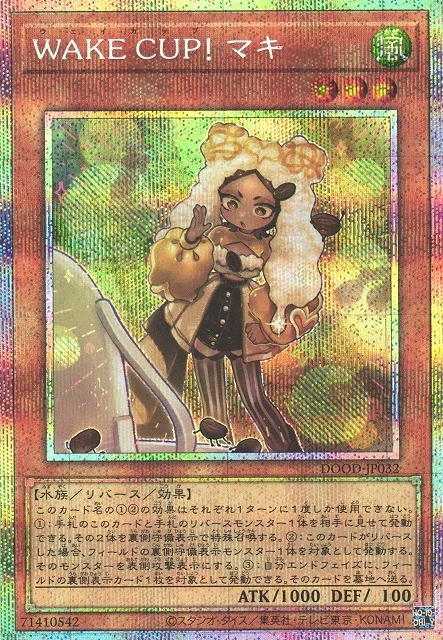 WAKE CUP! マキ
風
DOOD-JP032
【水族/リバース/効果】
このカード名の①②の効果はそれぞれ1ターンに1度しか使用できない。
①:手札のこのカードと手札のリバースモンスター1体を相手に見せて発動
できる。その2体を裏側守備表示で特殊召喚する。②:このカードがリバー
スした場合、フィールドの裏側守備表示モンスター1体を対象として発動できる。
そのモンスターを表側攻撃表示にする。③:自分エンドフェイズに、フィー
ルドの裏側カード1枚を対象として発動できる。そのカードを墓地へ送る。
ATK/1000 DEF/ 100
71410542
©スタジオ・ダイス/集英社・テレビ東京・KONAMI